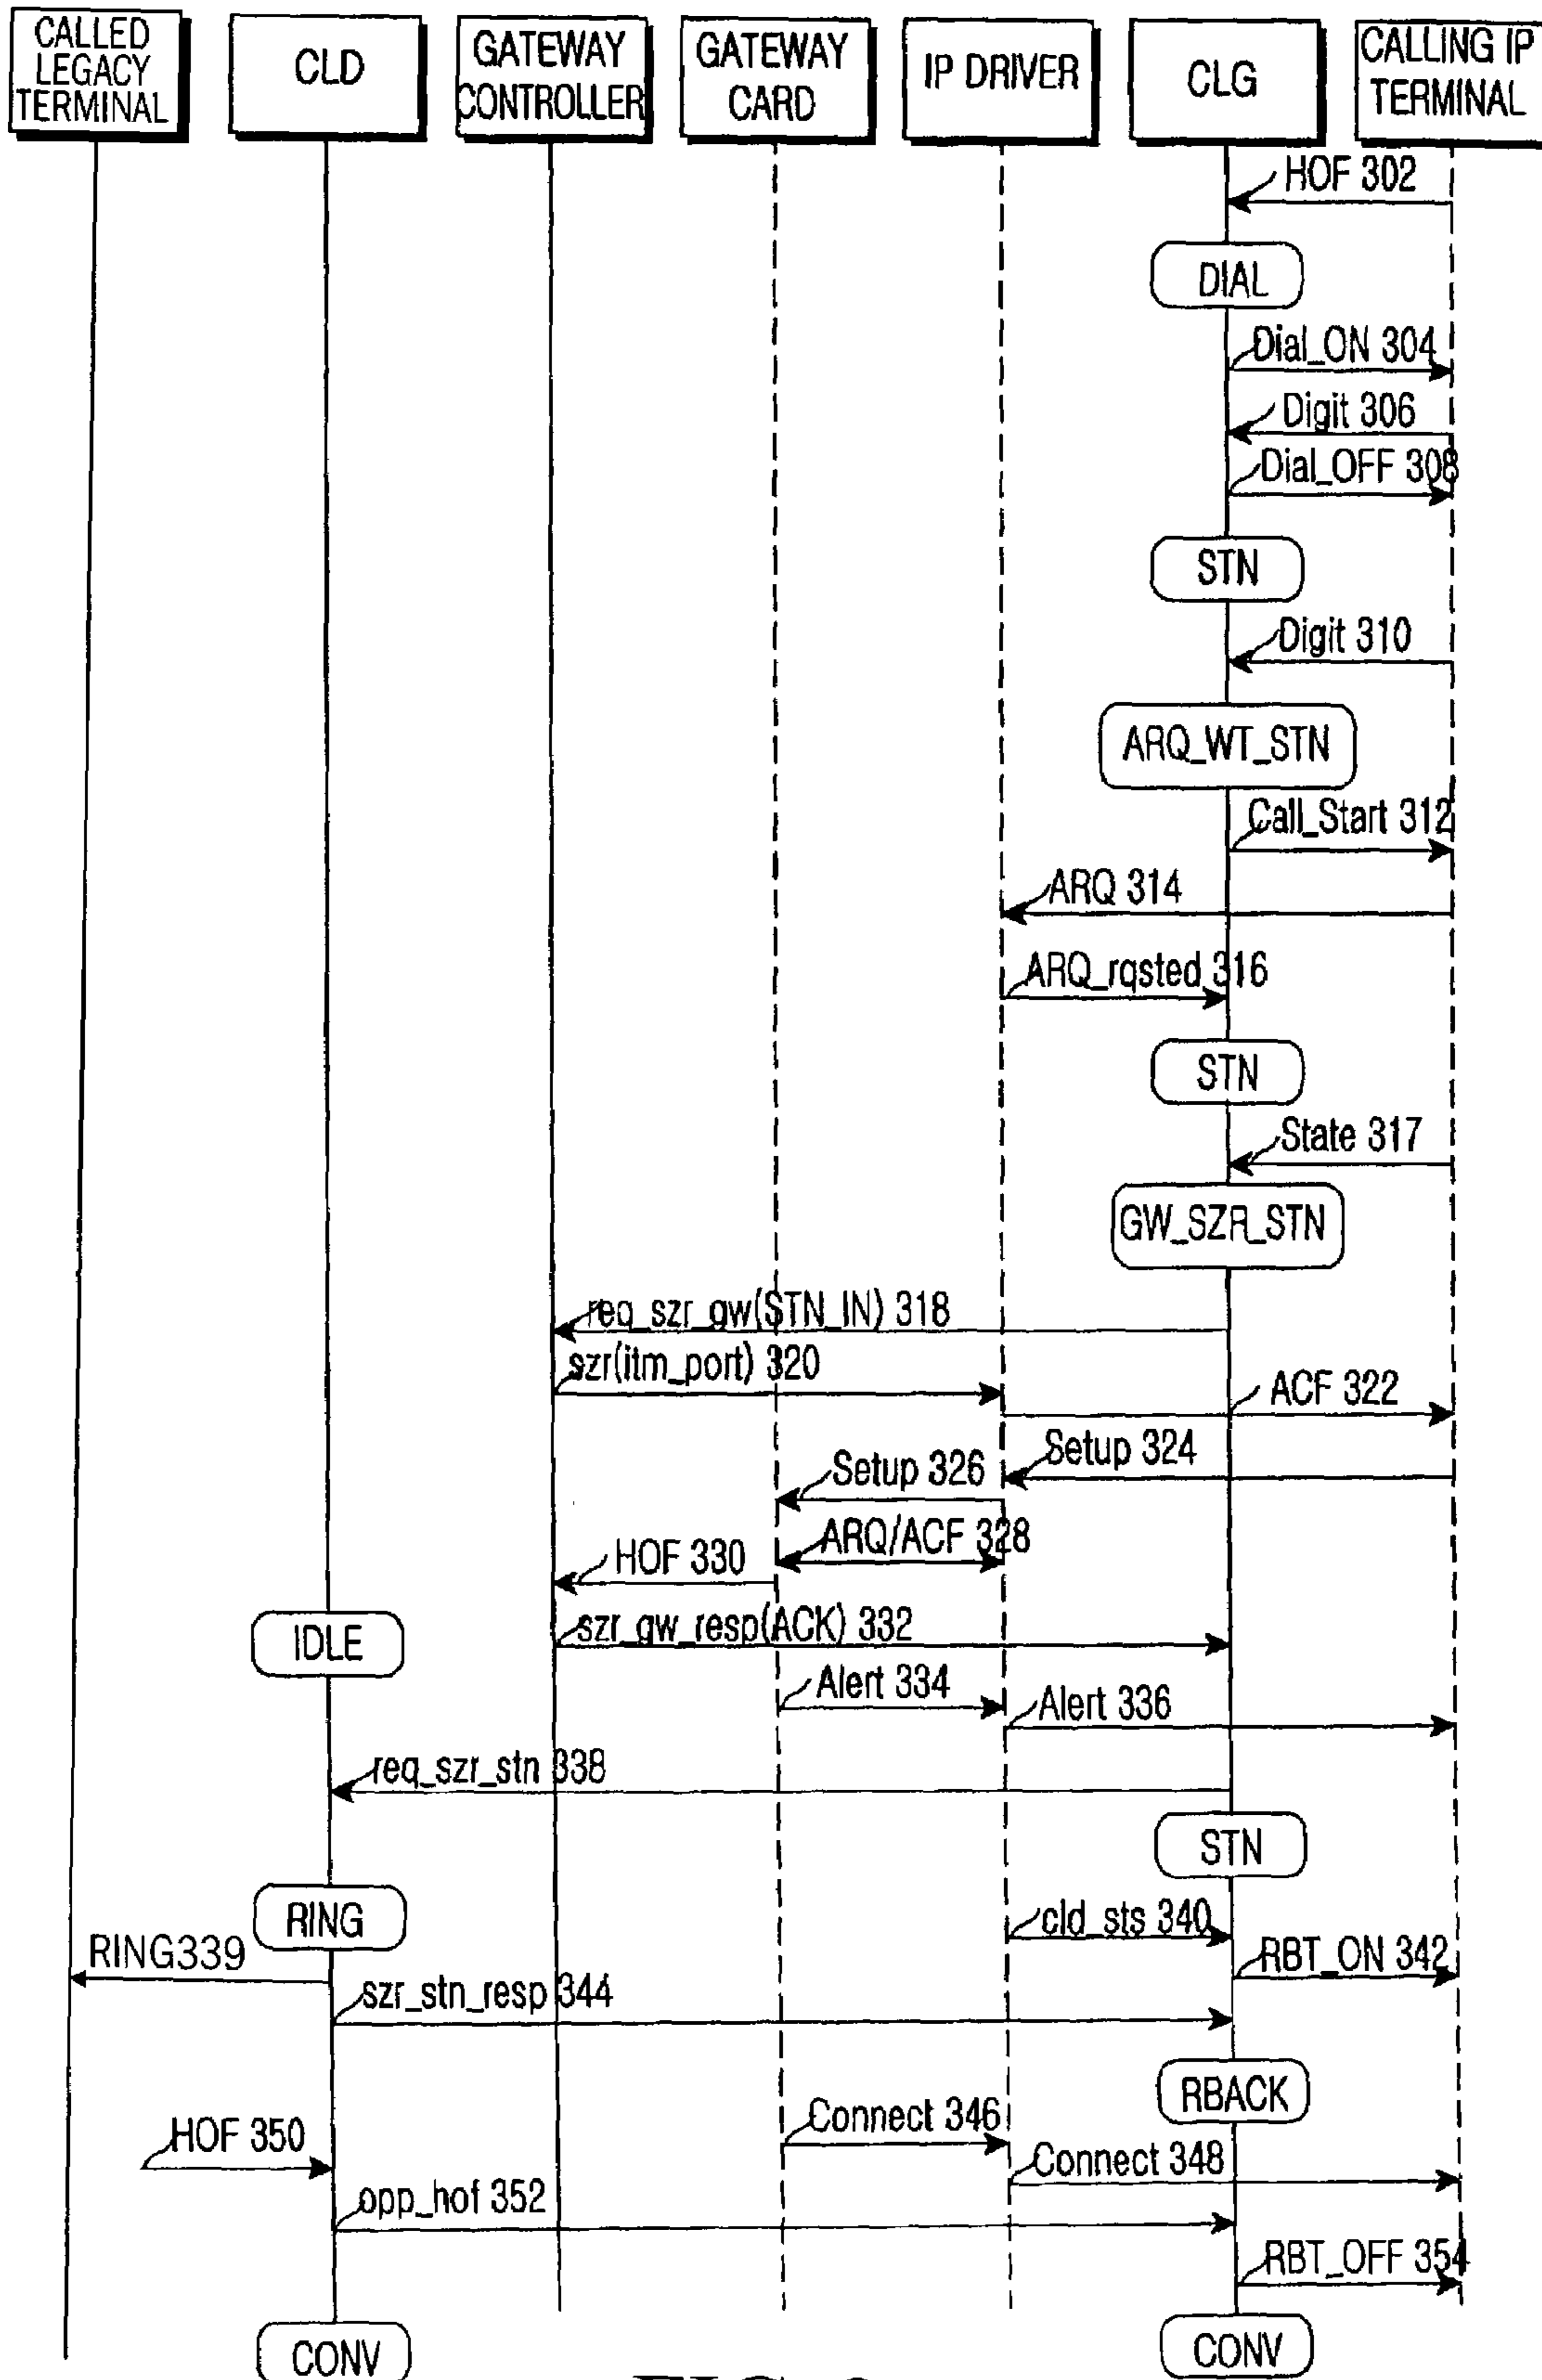 CALLED
LEGACY
TERMINAL
CLD
GATEWAY
CONTROLLER
GATEWAY
CARD
IP DRIVER
CLG
CALLING IP
TERMINAL
HOF 302
DIAL
Dial_ON 304
Digit 306
Dial_OFF 308
STN
Digit 310
ARQ_WT_STN
Call_Start 312
ARQ 314
ARQ_rqsted 316
STN
State 317
GW_SZR_STN
req_szr_gw(STN_IN) 318
szr(itm_port) 320
ACF 322
Setup 324
Setup 326
ARQ/ACF 328
HOF 330
IDLE
szr_gw_resp(ACK) 332
Alert 334
Alert 336
req_szr_stn 338
STN
RING
cld_sts 340
RING339
RBT_ON 342
szr_stn_resp 344
RBACK
Connect 346
HOF 350
Connect 348
opp_hof 352
RBT_OFF 354
CONV
CONV